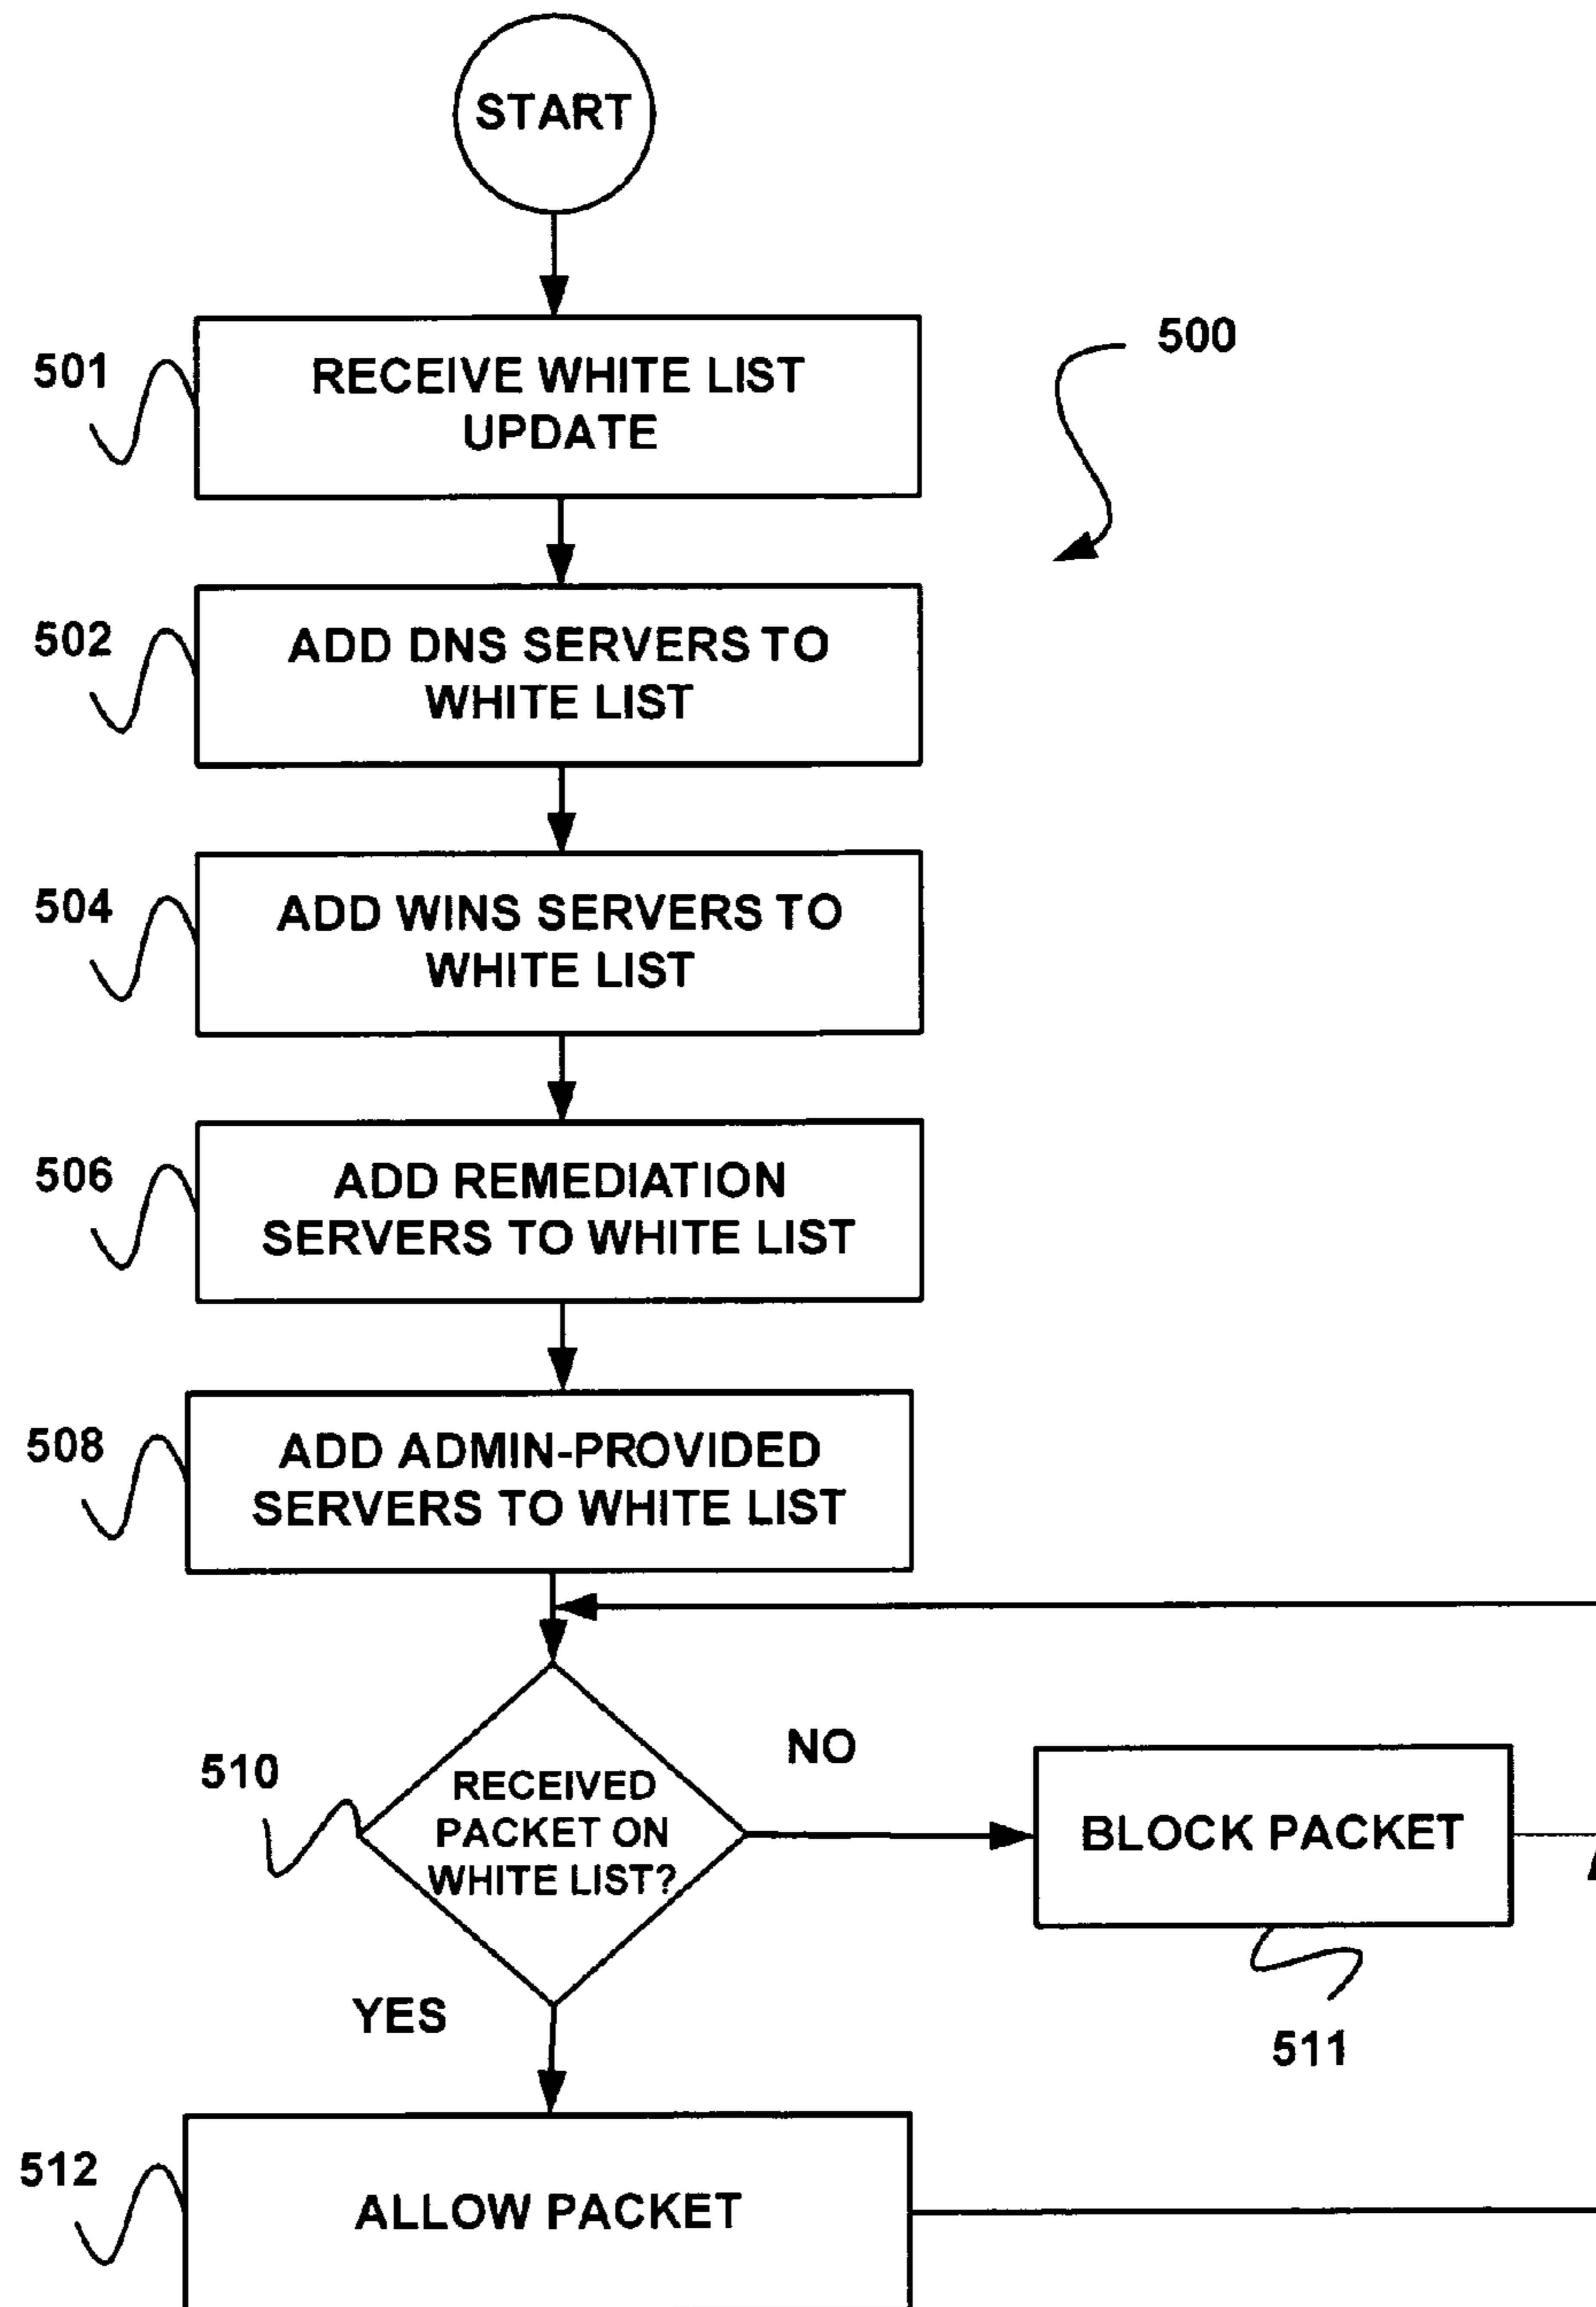 START
500
501
RECEIVE WHITE LIST
UPDATE
502
ADD DNS SERVERS TO
WHITE LIST
504
ADD WINS SERVERS TO
WHITE LIST
506
ADD REMEDIATION
SERVERS TO WHITE LIST
508
ADD ADMIN-PROVIDED
SERVERS TO WHITE LIST
510
RECEIVED
PACKET ON
WHITE LIST?
NO
BLOCK PACKET
511
YES
512
ALLOW PACKET